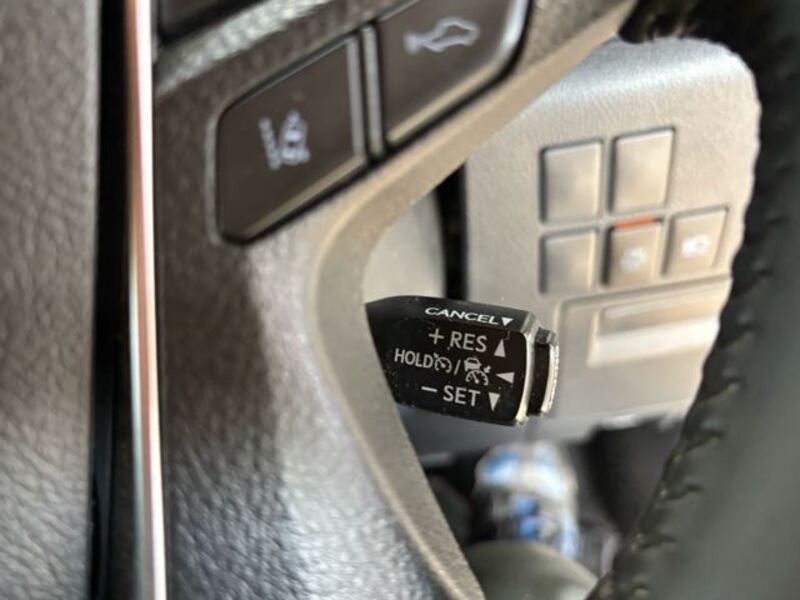 CANCEL▼
+ RES ▲
HOLD / ◀
− SET ▼